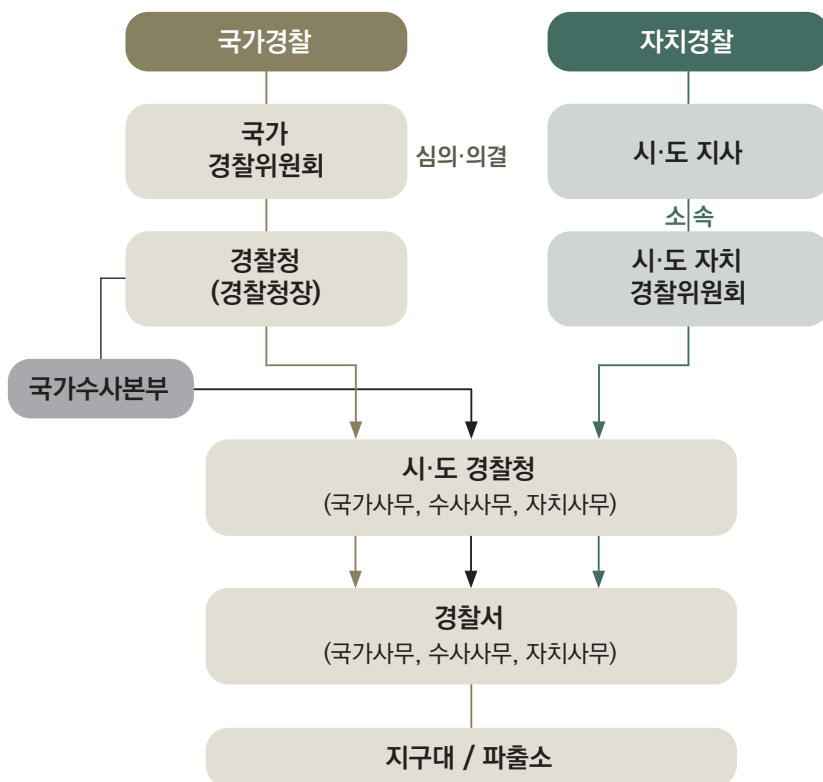 국가경찰
자치경찰
국가
경찰위원회
심의·의결
시·도 지사
소속
경찰청
(경찰청장)
시·도 자치
경찰위원회
국가수사본부
시·도 경찰청
(국가사무, 수사사무, 자치사무)
경찰서
(국가사무, 수사사무, 자치사무)
지구대 / 파출소